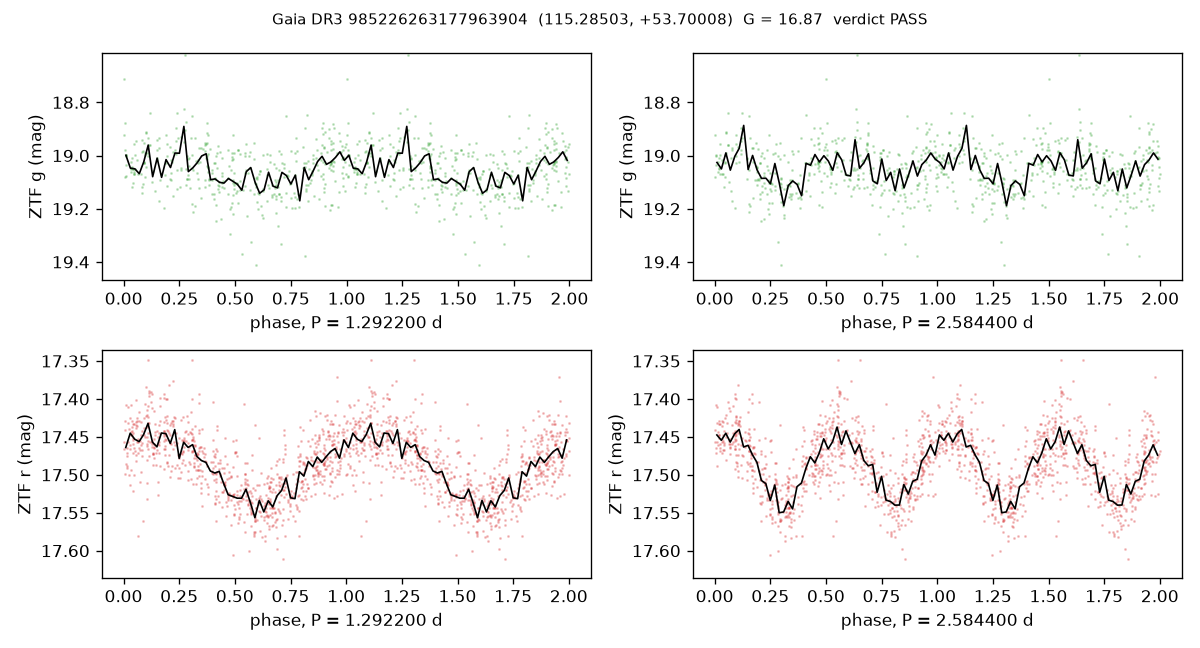 Gaia DR3 985226263177963904 (115.28503, +53.70008) G = 16.87 verdict PASS
ZTF g (mag)
18.8
19.0
19.2
19.4
0.00 0.25 0.50 0.75 1.00 1.25 1.50 1.75 2.00
phase, P = 1.292200 d
ZTF g (mag)
18.8
19.0
19.2
19.4
0.00 0.25 0.50 0.75 1.00 1.25 1.50 1.75 2.00
phase, P = 2.584400 d
ZTF r (mag)
17.35
17.40
17.45
17.50
17.55
17.60
0.00 0.25 0.50 0.75 1.00 1.25 1.50 1.75 2.00
phase, P = 1.292200 d
ZTF r (mag)
17.35
17.40
17.45
17.50
17.55
17.60
0.00 0.25 0.50 0.75 1.00 1.25 1.50 1.75 2.00
phase, P = 2.584400 d